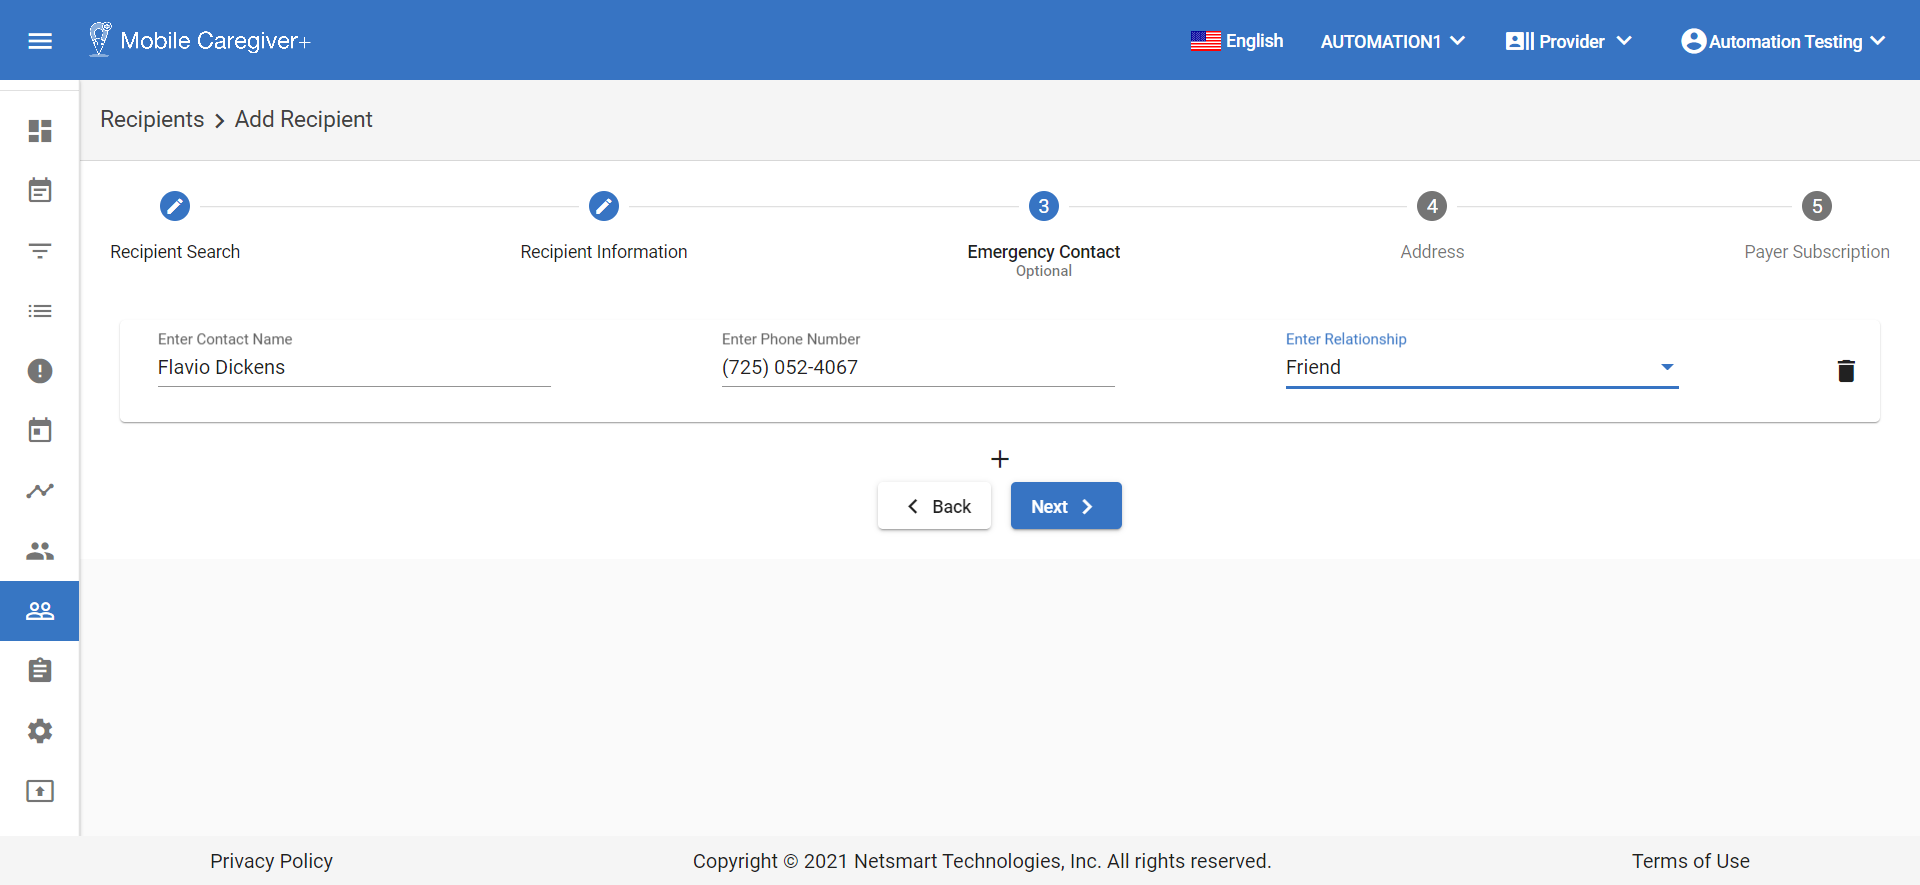 Mobile Caregiver+
English
AUTOMATION1
Provider
Automation Testing
Recipients > Add Recipient
3
4
5
Recipient Search
Recipient Information
Emergency Contact
Optional
Address
Payer Subscription
Enter Contact Name
Enter Phone Number
Enter Relationship
Flavio Dickens
(725) 052-4067
Friend
+
Back
Next
Privacy Policy
Copyright © 2021 Netsmart Technologies, Inc. All rights reserved.
Terms of Use